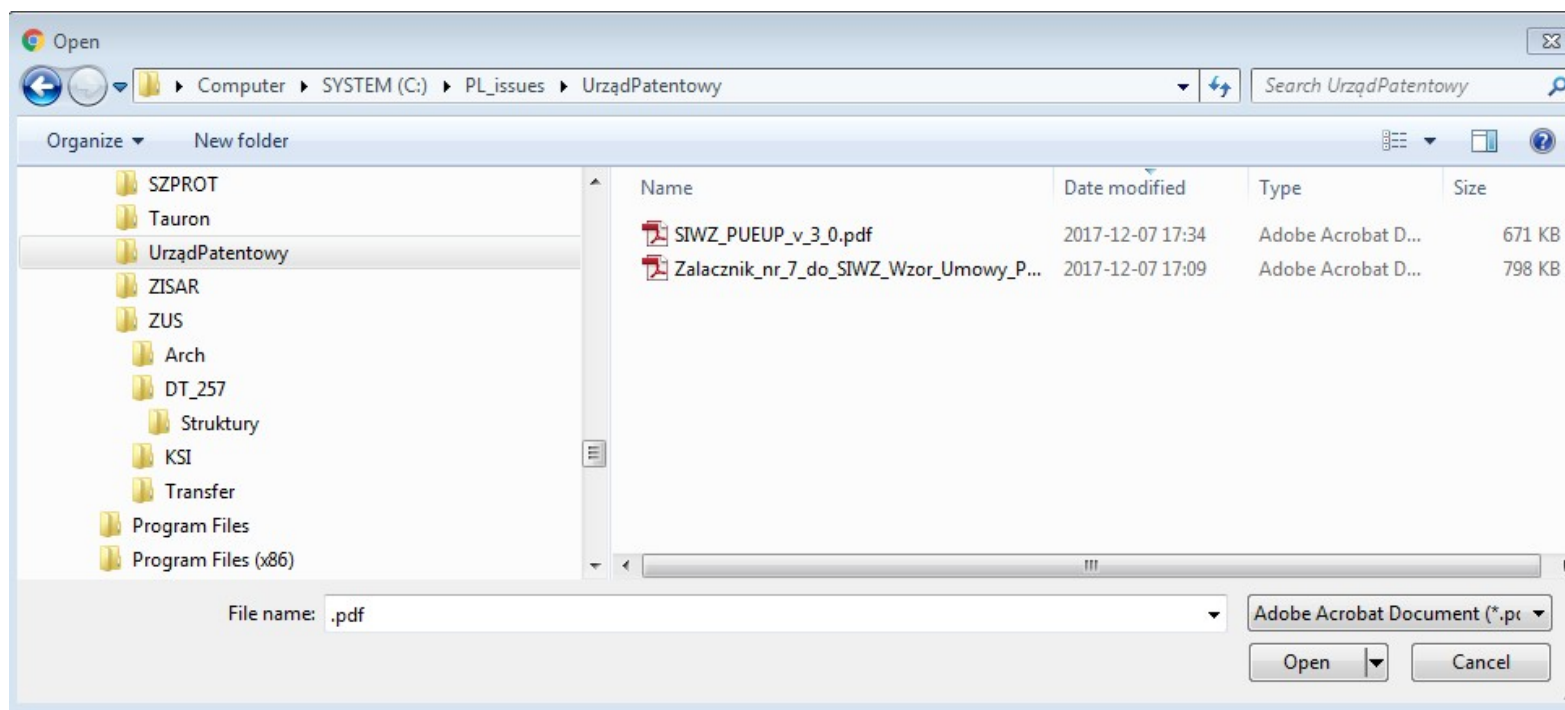 Open
Computer SYSTEM (C:) PL_issues UrządPatentowy Search UrządPatentowy
Organize New folder
SZPROT
Tauron
UrządPatentowy
ZISAR
ZUS
Arch
DT_257
Struktury
KSI
Transfer
Program Files
Program Files (x86)
Name Date modified Type Size
SIWZ_PUEUP_v_3_0.pdf 2017-12-07 17:34 Adobe Acrobat D... 671 KB
Zalacznik_nr_7_do_SIWZ_Wzor_Umowy_P... 2017-12-07 17:09 Adobe Acrobat D... 798 KB
File name: .pdf Adobe Acrobat Document (*.pc
Open Cancel